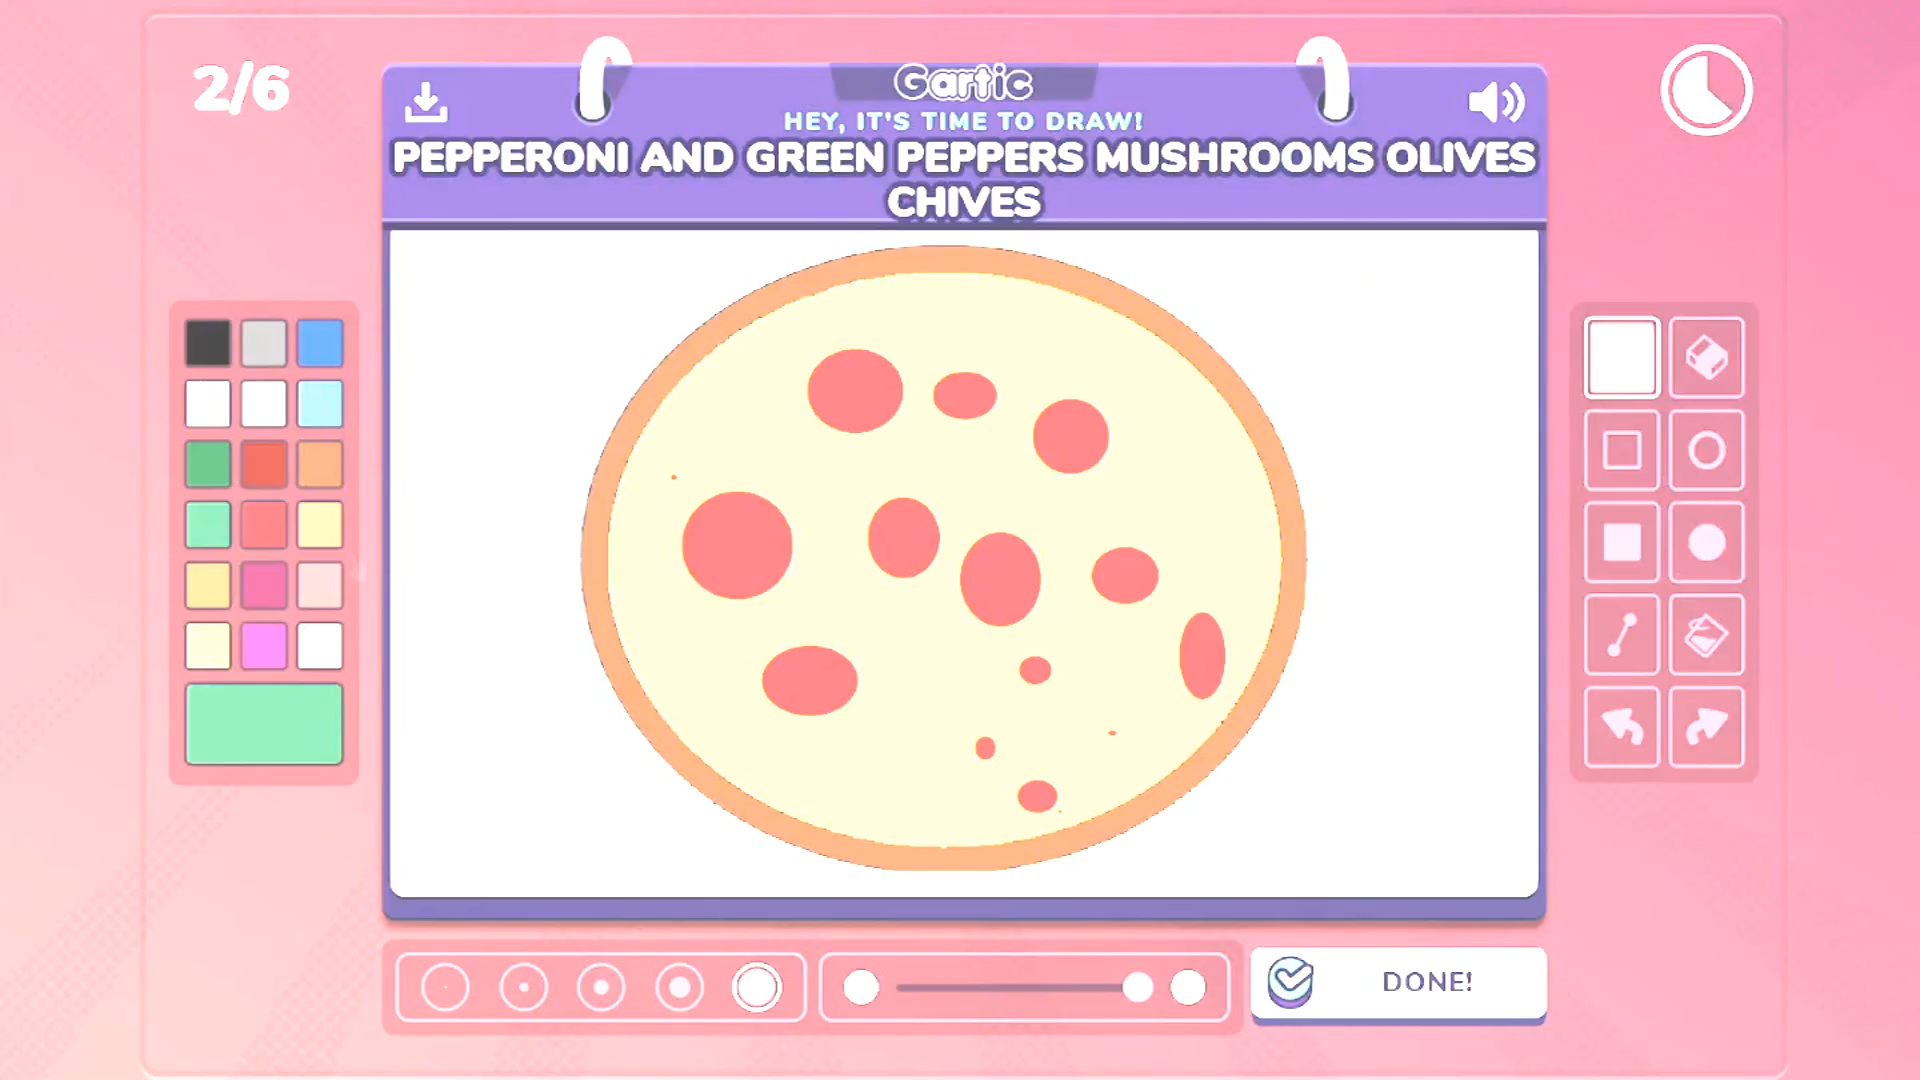 2/6
Gartic
HEY, IT'S TIME TO DRAW!
PEPPERONI AND GREEN PEPPERS MUSHROOMS OLIVES
CHIVES
DONE!